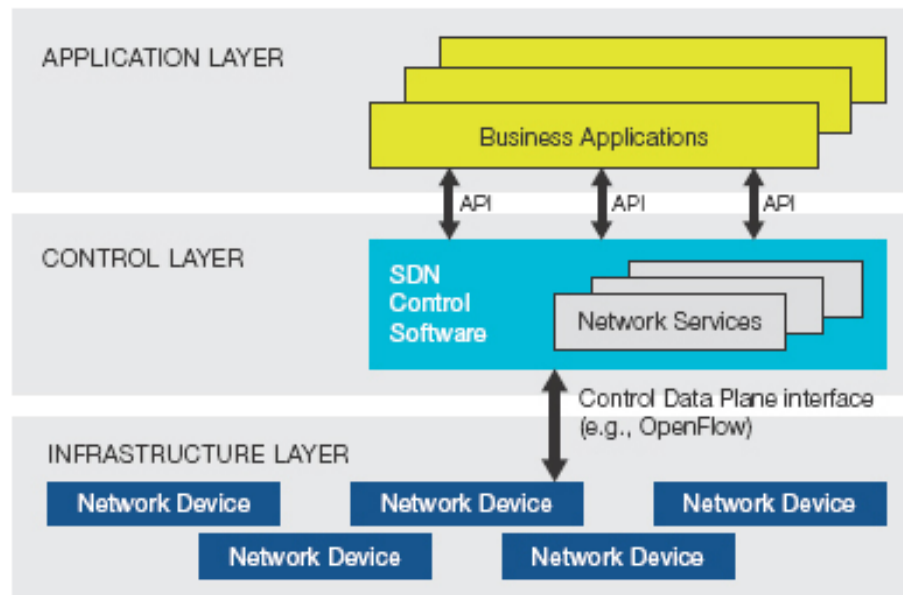 APPLICATION LAYER
Business Applications
API
API
API
CONTROL LAYER
SDN
Control
Software
Network Services
Control Data Plane interface
(e.g., OpenFlow)
INFRASTRUCTURE LAYER
Network Device
Network Device
Network Device
Network Device
Network Device